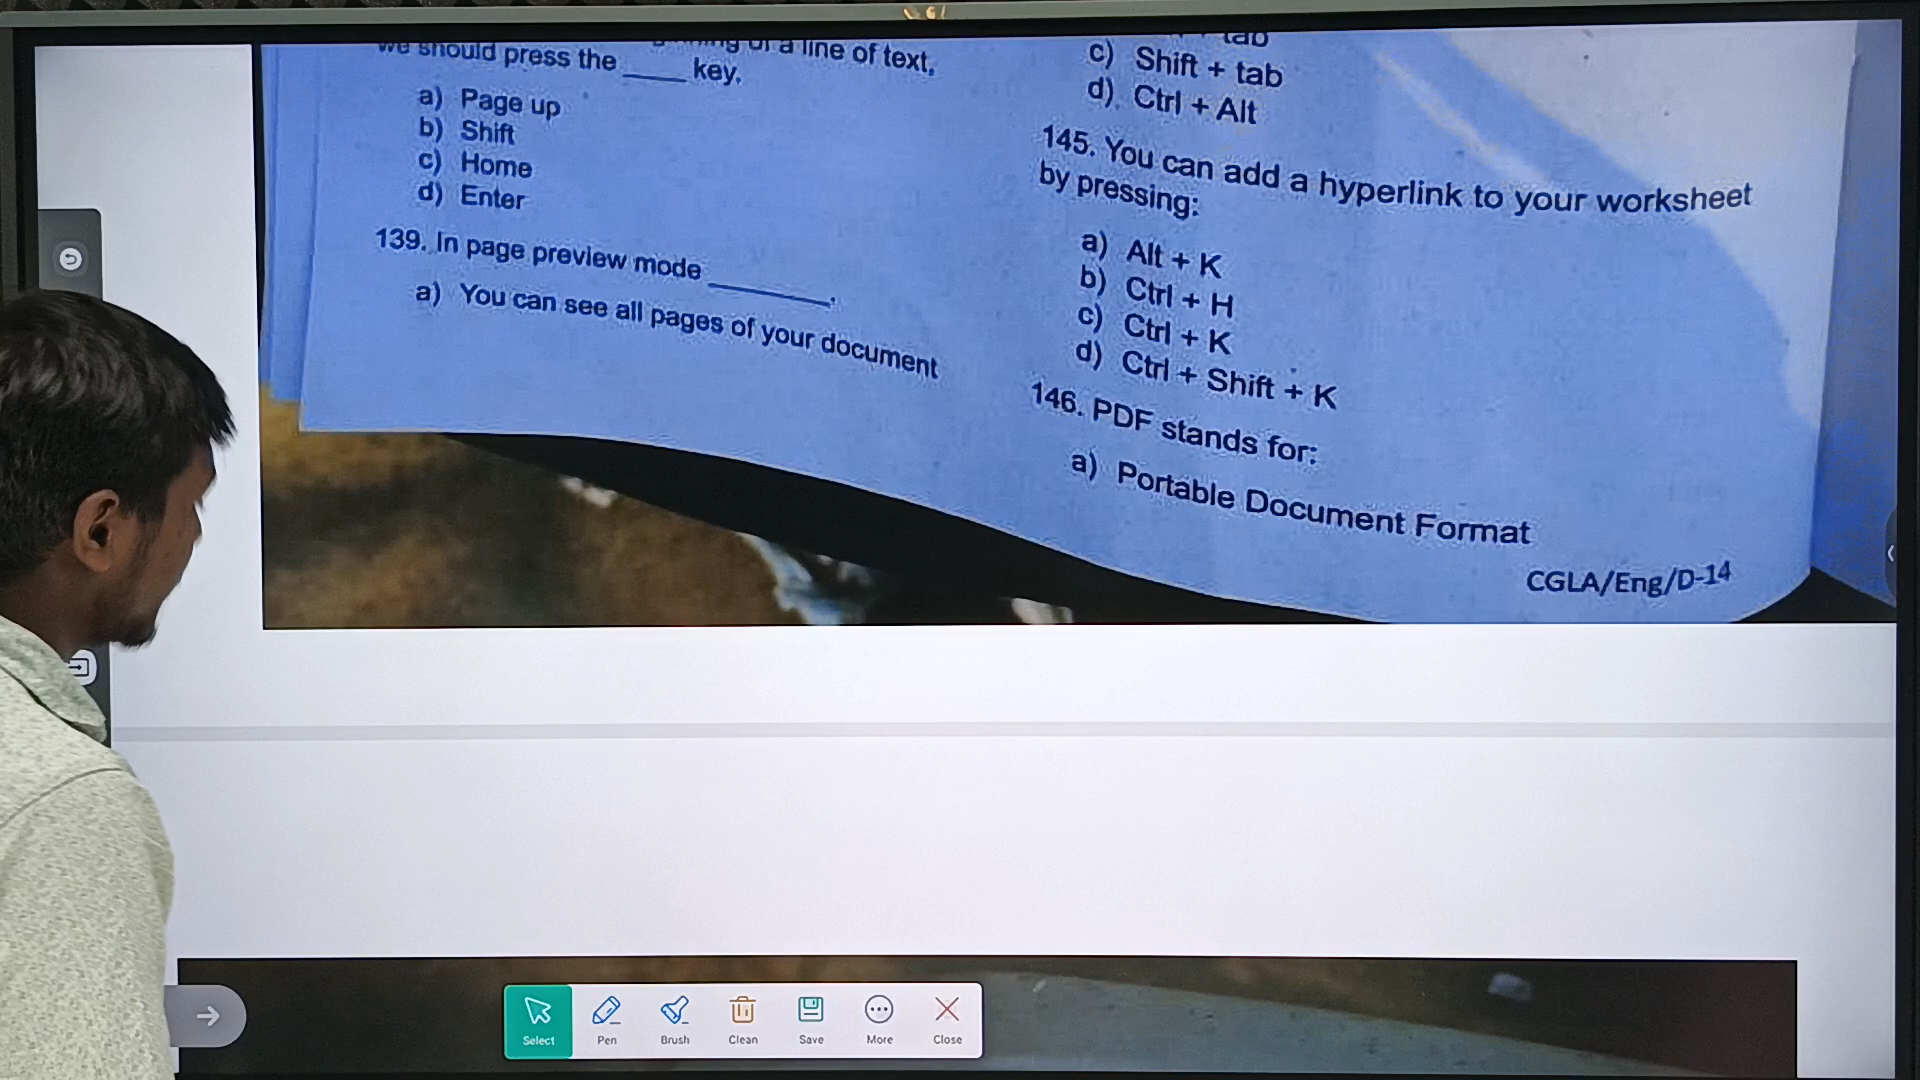 of a line of text,
we should press the ____ key.
a) Page up
b) Shift
c) Home
d) Enter
139. In page preview mode ________.
a) You can see all pages of your document
+ tab
c) Shift + tab
d) Ctrl + Alt
145. You can add a hyperlink to your worksheet
by pressing:
a) Alt + K
b) Ctrl + H
c) Ctrl + K
d) Ctrl + Shift + K
146. PDF stands for:
a) Portable Document Format
CGLA/Eng/D-14
Select
Pen
Brush
Clean
Save
More
Close